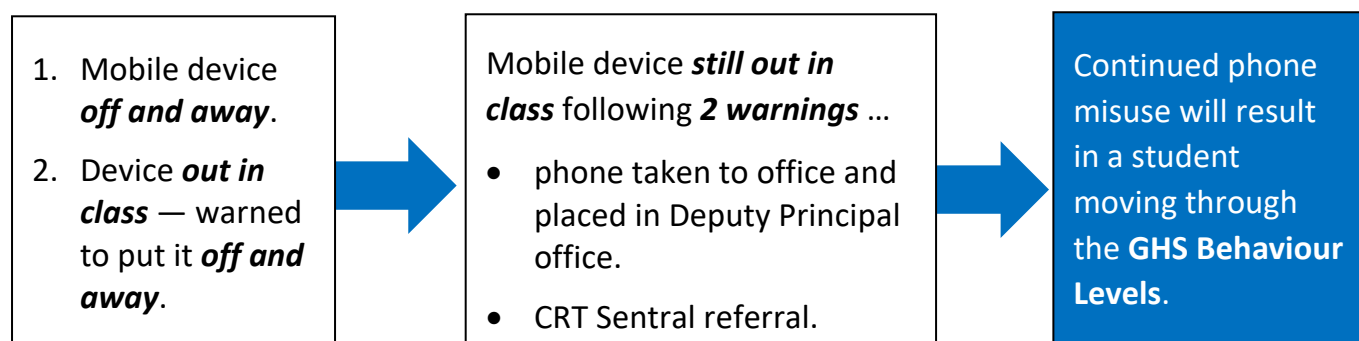 1. Mobile device
off and away.
2. Device out in
class — warned
to put it off and
away.
Mobile device still out in
class following 2 warnings …
• phone taken to office and
placed in Deputy Principal
office.
• CRT Sentral referral.
Continued phone
misuse will result
in a student
moving through
the GHS Behaviour
Levels.